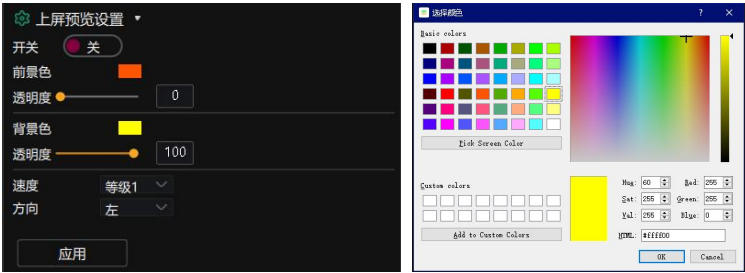 上屏预览设置
开关 关
前景色
透明度 0
背景色
透明度 100
速度 等级1
方向 左
应用
选择颜色 ? X
Basic colors
Pick Screen Color
Custom colors
Add to Custom Colors
Hue: 60 Red: 255
Sat: 255 Green: 255
Val: 255 Blue: 0
HTML: #ffff00
OK Cancel